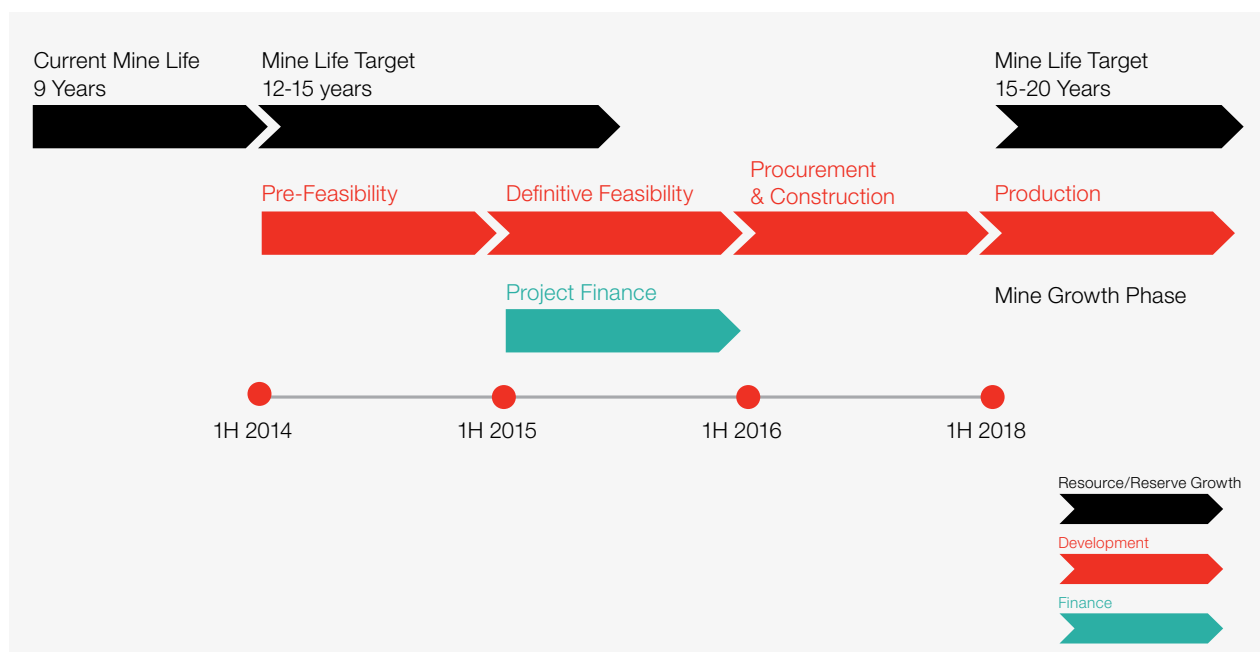 Current Mine Life
9 Years
Mine Life Target
12-15 years
Mine Life Target
15-20 Years
Pre-Feasibility
Definitive Feasibility
Procurement
& Construction
Production
Project Finance
Mine Growth Phase
1H 2014
1H 2015
1H 2016
1H 2018
Resource/Reserve Growth
Development
Finance